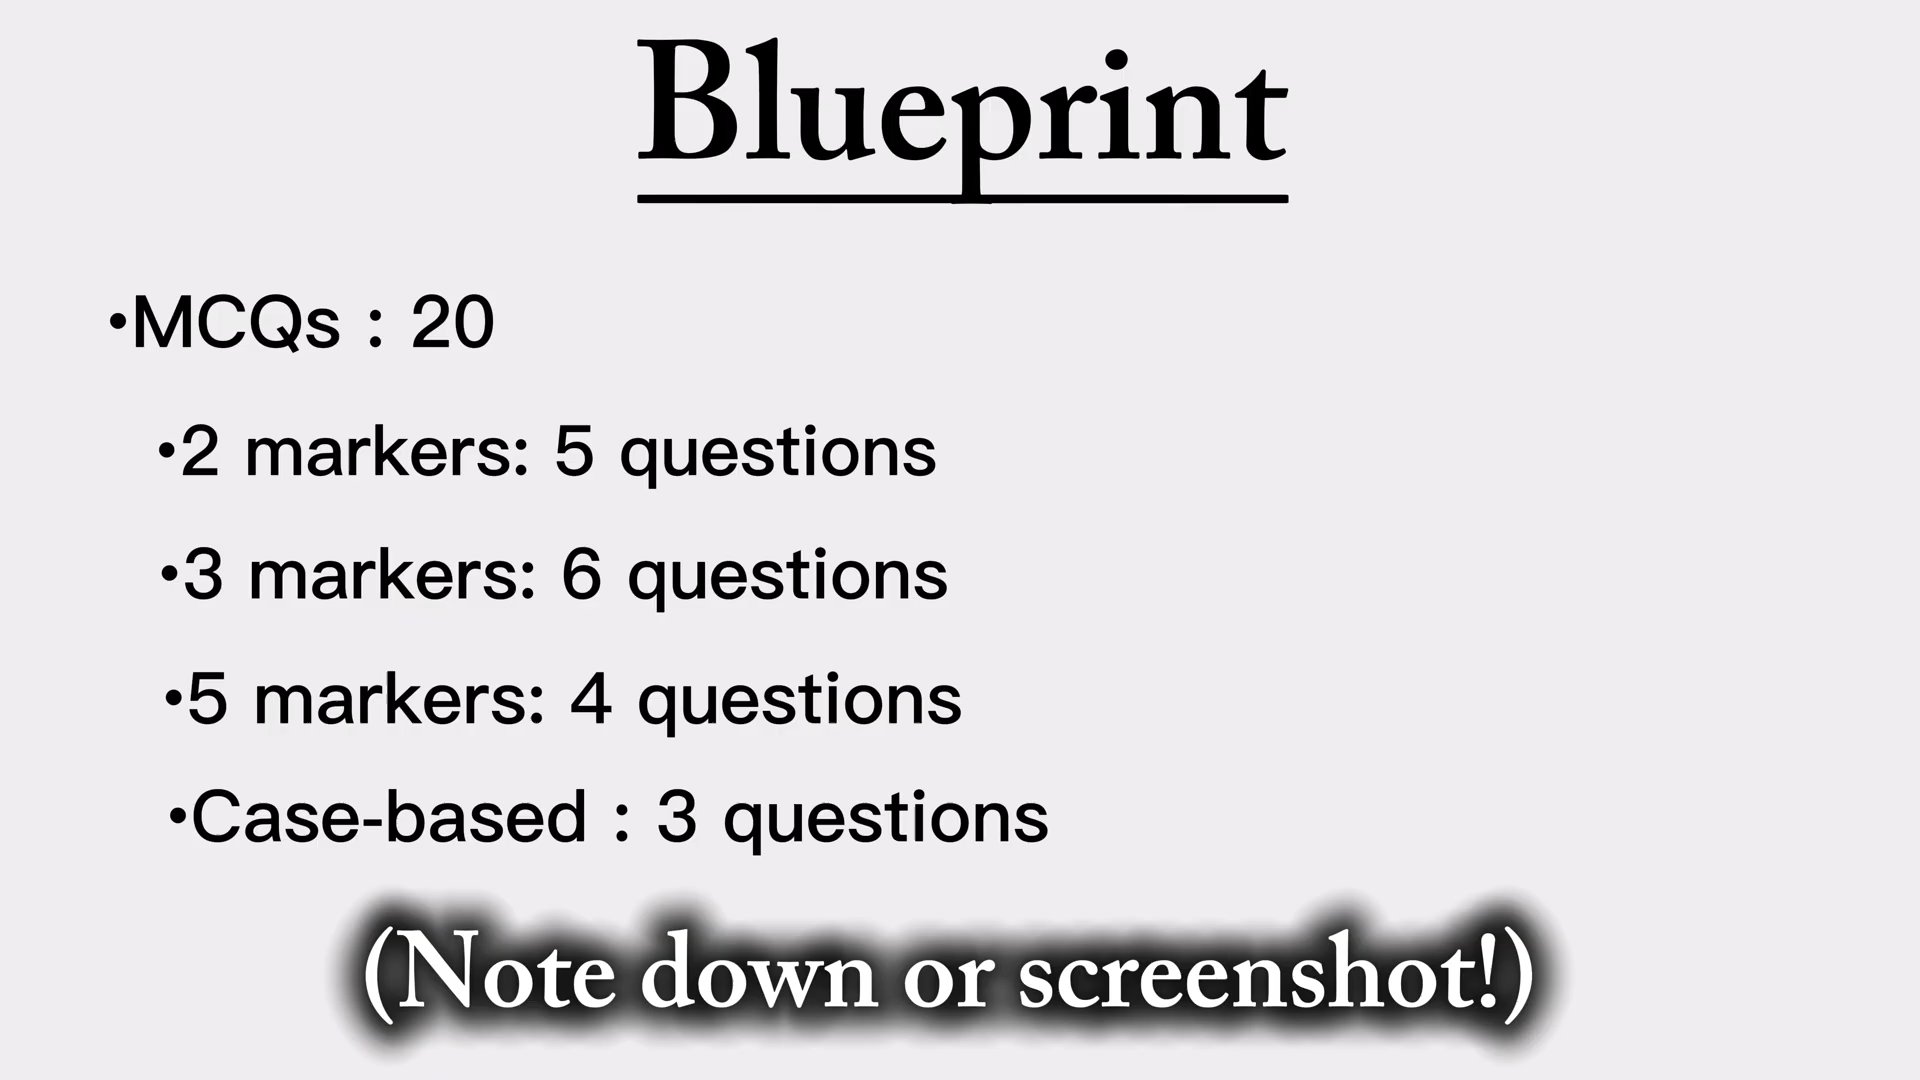 Blueprint
•MCQs : 20
•2 markers: 5 questions
•3 markers: 6 questions
•5 markers: 4 questions
•Case-based : 3 questions
(Note down or screenshot!)